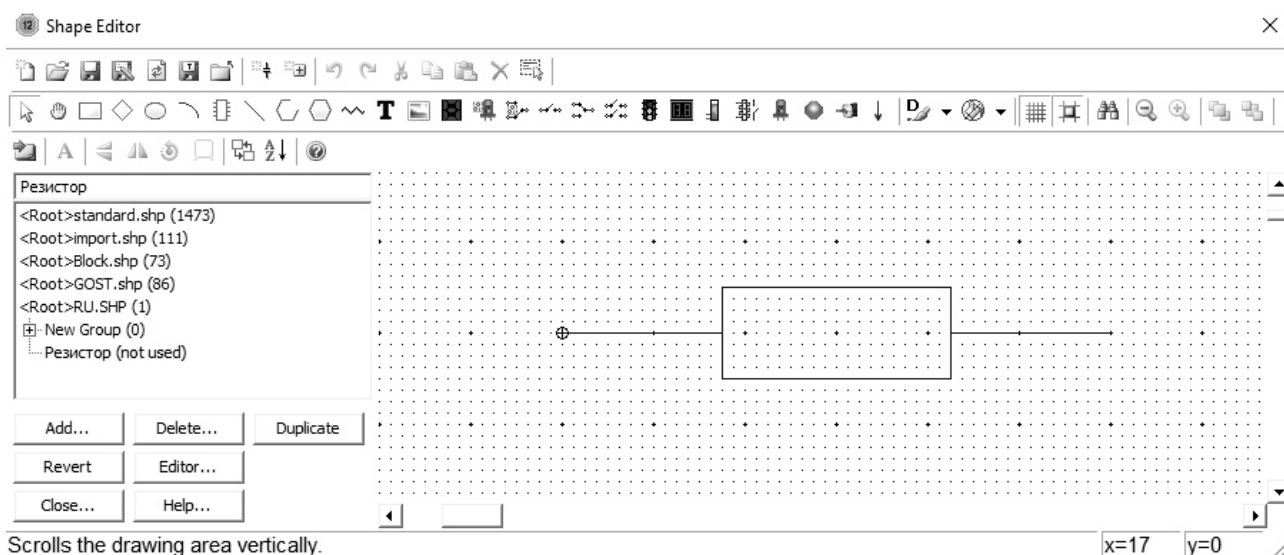 12 Shape Editor
T
D
A A Z
Резистор
<Root>standard.shp (1473)
<Root>import.shp (111)
<Root>Block.shp (73)
<Root>GOST.shp (86)
<Root>RU.SHP (1)
New Group (0)
Резистор (not used)
Add... Delete... Duplicate
Revert Editor...
Close... Help...
Scrolls the drawing area vertically. x=17 y=0